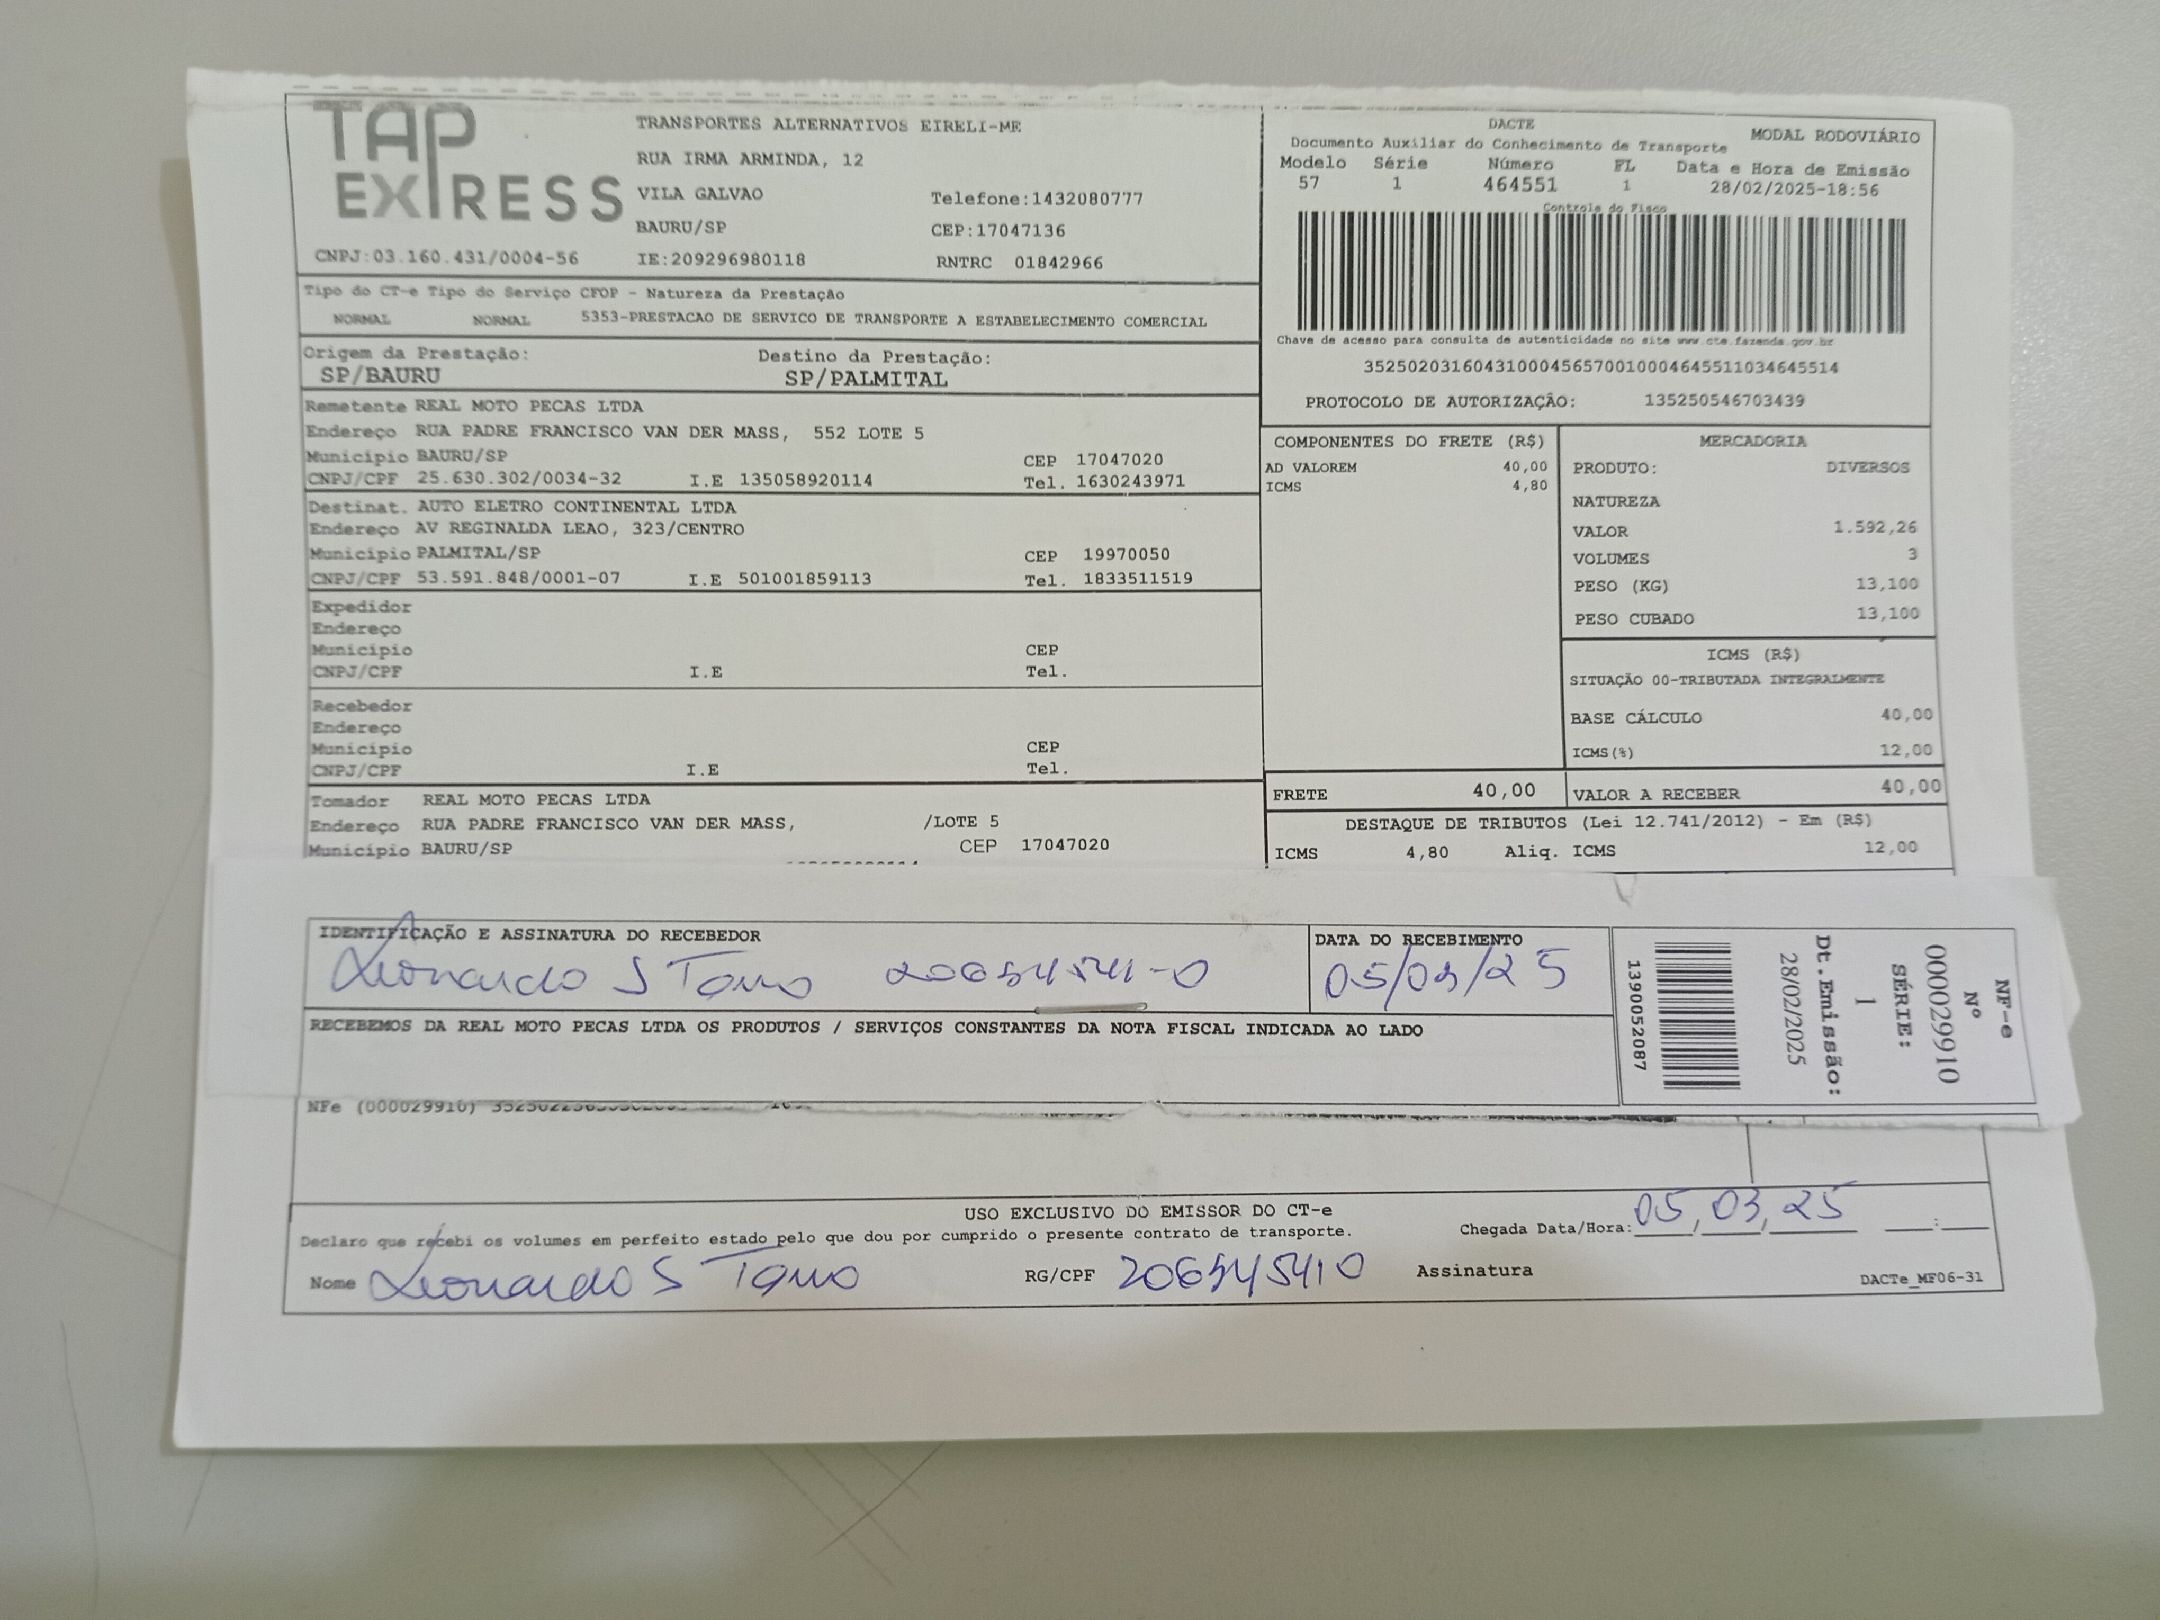 TAP EXPRESS
TRANSPORTES ALTERNATIVOS EIRELI-ME
RUA IRMA ARMINDA, 12
VILA GALVAO Telefone:1432080777
BAURU/SP CEP:17047136
CNPJ:03.160.431/0004-56 IE:209296980118 RNTRC 01842966
DACTE MODAL RODOVIÁRIO
Documento Auxiliar do Conhecimento de Transporte
Modelo Série Número FL Data e Hora de Emissão
57 1 464551 1 28/02/2025-18:56
Controle do Fisco
Chave de acesso para consulta de autenticidade no site www.cte.fazenda.gov.br
35250203160431000456570010004645511034645514
PROTOCOLO DE AUTORIZAÇÃO: 135250546703439
Tipo do CT-e Tipo do Serviço CFOP - Natureza da Prestação
NORMAL NORMAL 5353-PRESTACAO DE SERVICO DE TRANSPORTE A ESTABELECIMENTO COMERCIAL
Origem da Prestação: Destino da Prestação:
SP/BAURU SP/PALMITAL
Remetente REAL MOTO PECAS LTDA
Endereço RUA PADRE FRANCISCO VAN DER MASS, 552 LOTE 5
Município BAURU/SP CEP 17047020
CNPJ/CPF 25.630.302/0034-32 I.E 135058920114 Tel. 1630243971
Destinat. AUTO ELETRO CONTINENTAL LTDA
Endereço AV REGINALDA LEAO, 323/CENTRO
Município PALMITAL/SP CEP 19970050
CNPJ/CPF 53.591.848/0001-07 I.E 501001859113 Tel. 1833511519
Expedidor
Endereço
Município CEP
CNPJ/CPF I.E Tel.
Recebedor
Endereço
Município CEP
CNPJ/CPF I.E Tel.
Tomador REAL MOTO PECAS LTDA
Endereço RUA PADRE FRANCISCO VAN DER MASS, /LOTE 5
Município BAURU/SP CEP 17047020
COMPONENTES DO FRETE (R$)
AD VALOREM 40,00
ICMS 4,80
MERCADORIA
PRODUTO: DIVERSOS
NATUREZA
VALOR 1.592,26
VOLUMES 3
PESO (KG) 13,100
PESO CUBADO 13,100
ICMS (R$)
SITUAÇÃO 00-TRIBUTADA INTEGRALMENTE
BASE CÁLCULO 40,00
ICMS(%) 12,00
FRETE 40,00 VALOR A RECEBER 40,00
DESTAQUE DE TRIBUTOS (Lei 12.741/2012) - Em (R$)
ICMS 4,80 Aliq. ICMS 12,00
IDENTIFICAÇÃO E ASSINATURA DO RECEBEDOR DATA DO RECEBIMENTO
Leonardo S 20654541-0 05/03/25
RECEBEMOS DA REAL MOTO PECAS LTDA OS PRODUTOS / SERVIÇOS CONSTANTES DA NOTA FISCAL INDICADA AO LADO
NF-e
Nº
000029910
SÉRIE:
1
Dt.Emissão:
28/02/2025
1390052087
NFe (000029910)
USO EXCLUSIVO DO EMISSOR DO CT-e
Declaro que recebi os volumes em perfeito estado pelo que dou por cumprido o presente contrato de transporte. Chegada Data/Hora: 05/03/25 :
Nome Leonardo S RG/CPF 206545410 Assinatura
DACTe_MF06-31